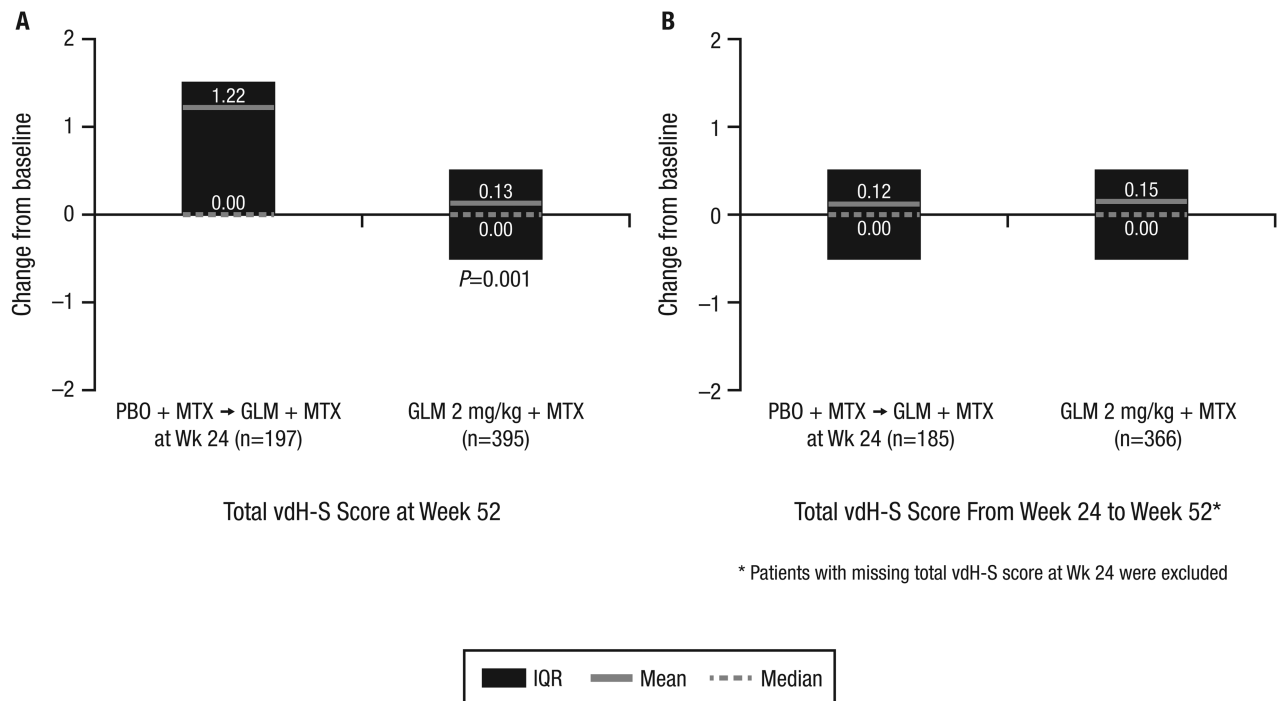 A
2
1
0
–1
–2
Change from baseline
1.22
0.00
0.13
0.00
P=0.001
PBO + MTX → GLM + MTX
at Wk 24 (n=197)
GLM 2 mg/kg + MTX
(n=395)
Total vdH-S Score at Week 52
B
2
1
0
–1
–2
Change from baseline
0.12
0.00
0.15
0.00
PBO + MTX → GLM + MTX
at Wk 24 (n=185)
GLM 2 mg/kg + MTX
(n=366)
Total vdH-S Score From Week 24 to Week 52*
* Patients with missing total vdH-S score at Wk 24 were excluded
IQR Mean Median